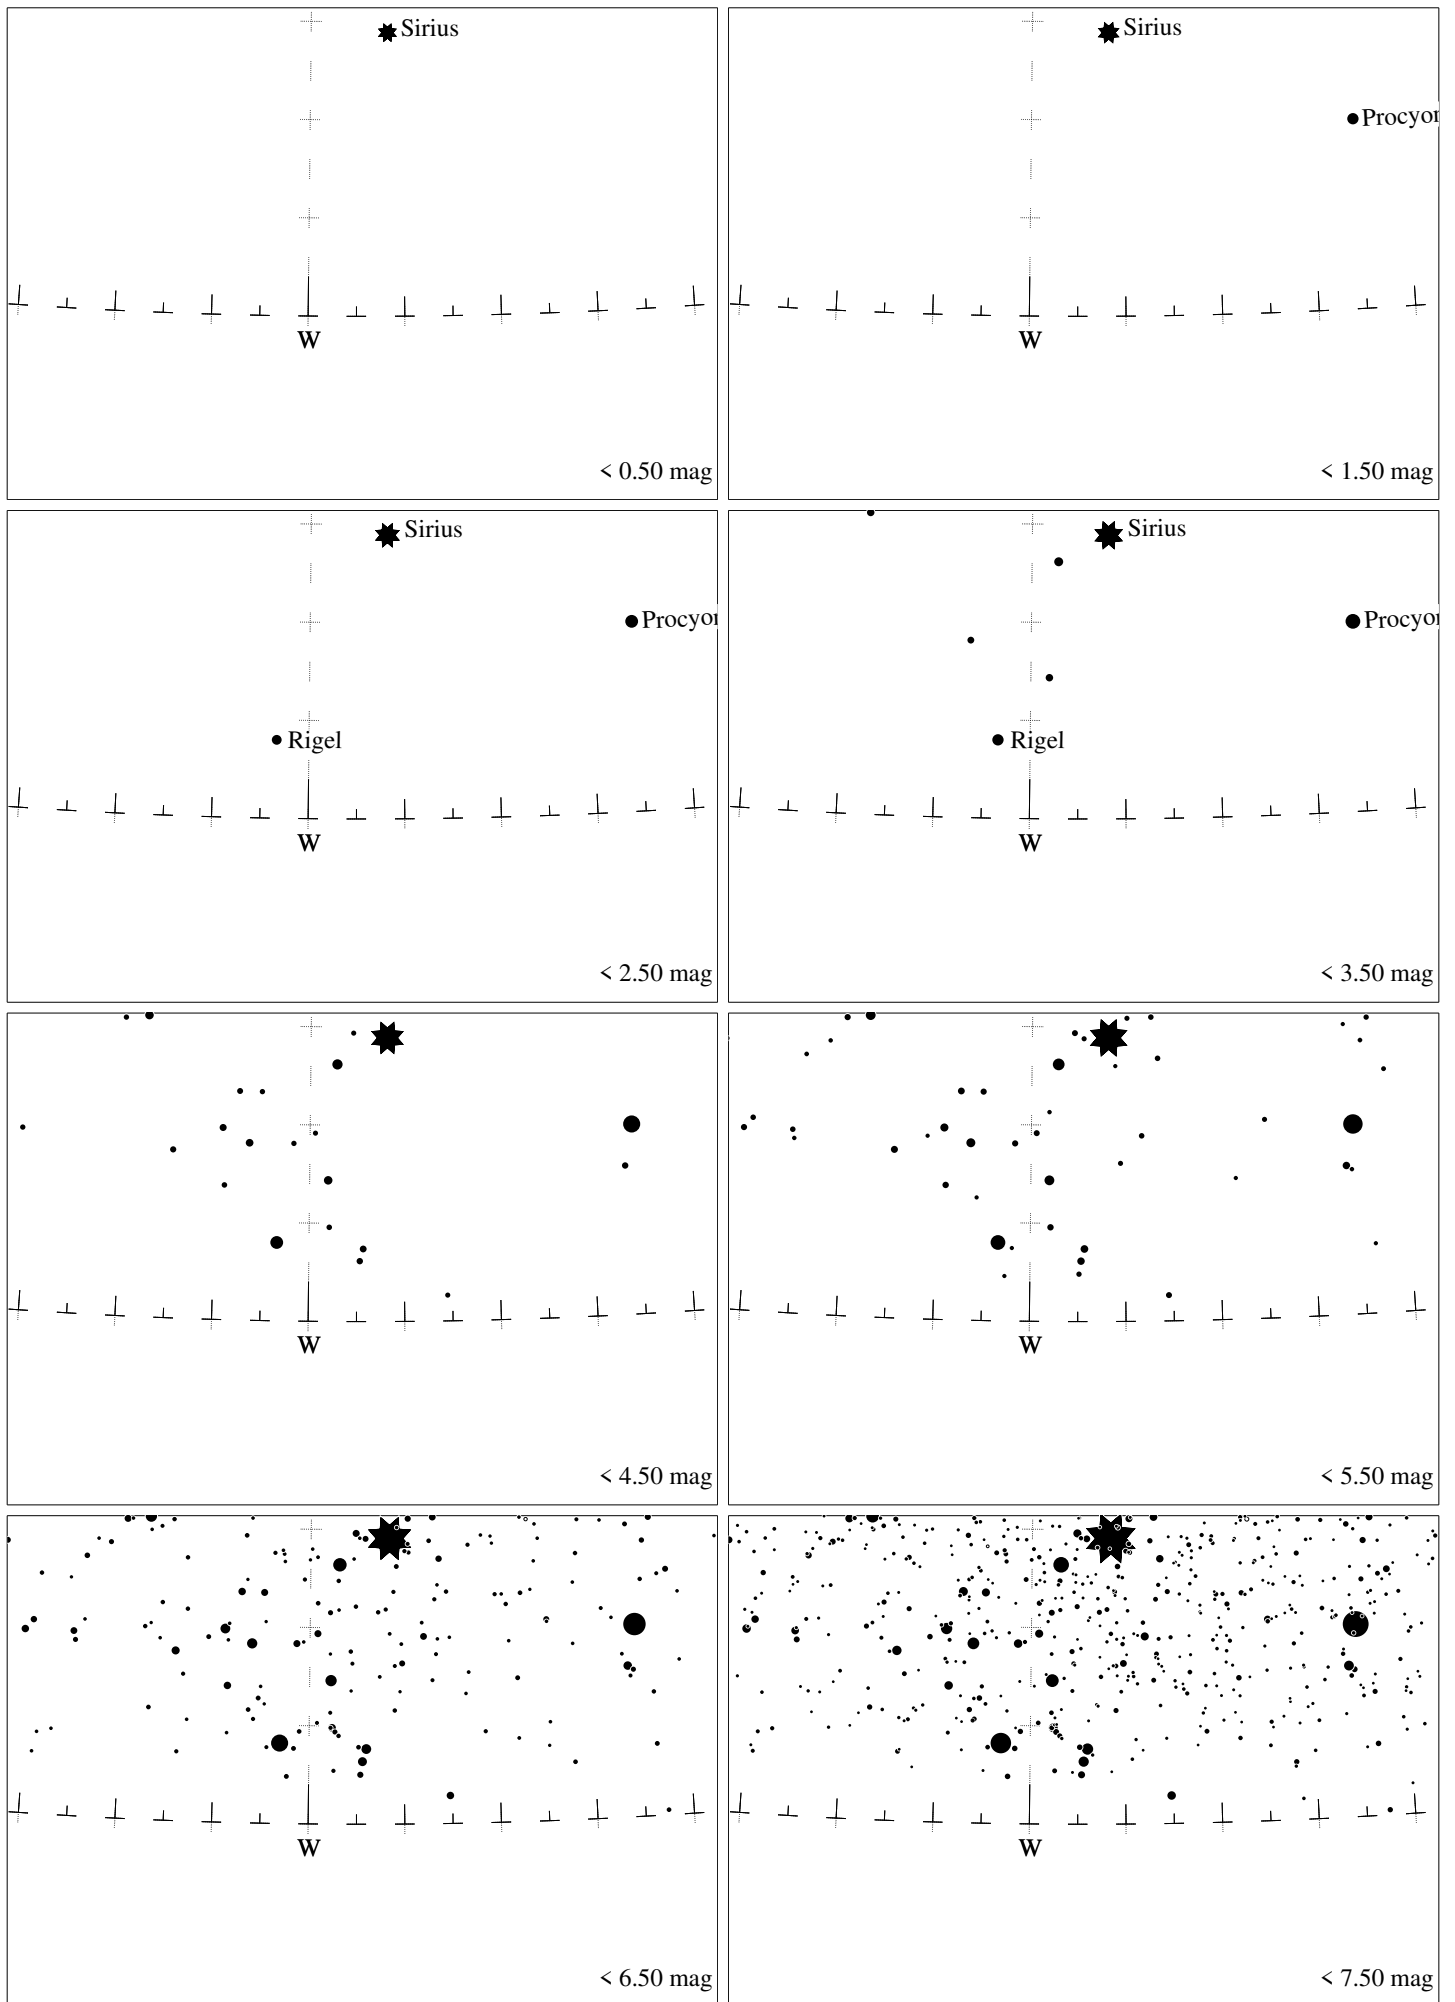 Sirius
W
< 0.50 mag
Sirius
Procyon
W
< 1.50 mag
Sirius
Procyon
Rigel
W
< 2.50 mag
Sirius
Procyon
Rigel
W
< 3.50 mag
W
< 4.50 mag
W
< 5.50 mag
W
< 6.50 mag
W
< 7.50 mag